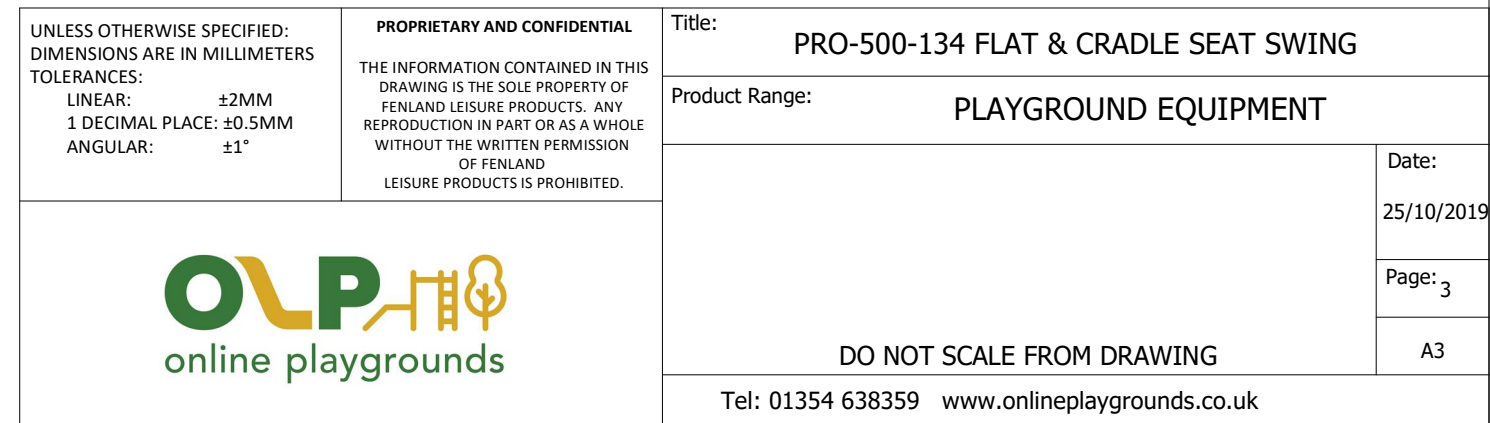 UNLESS OTHERWISE SPECIFIED:
DIMENSIONS ARE IN MILLIMETERS
TOLERANCES:
LINEAR: ±2MM
1 DECIMAL PLACE: ±0.5MM
ANGULAR: ±1°
PROPRIETARY AND CONFIDENTIAL
THE INFORMATION CONTAINED IN THIS
DRAWING IS THE SOLE PROPERTY OF
FENLAND LEISURE PRODUCTS. ANY
REPRODUCTION IN PART OR AS A WHOLE
WITHOUT THE WRITTEN PERMISSION
OF FENLAND
LEISURE PRODUCTS IS PROHIBITED.
Title:
PRO-500-134 FLAT & CRADLE SEAT SWING
Product Range:
PLAYGROUND EQUIPMENT
OLP
online playgrounds
Date:
25/10/2019
Page: 3
DO NOT SCALE FROM DRAWING
A3
Tel: 01354 638359 www.onlineplaygrounds.co.uk